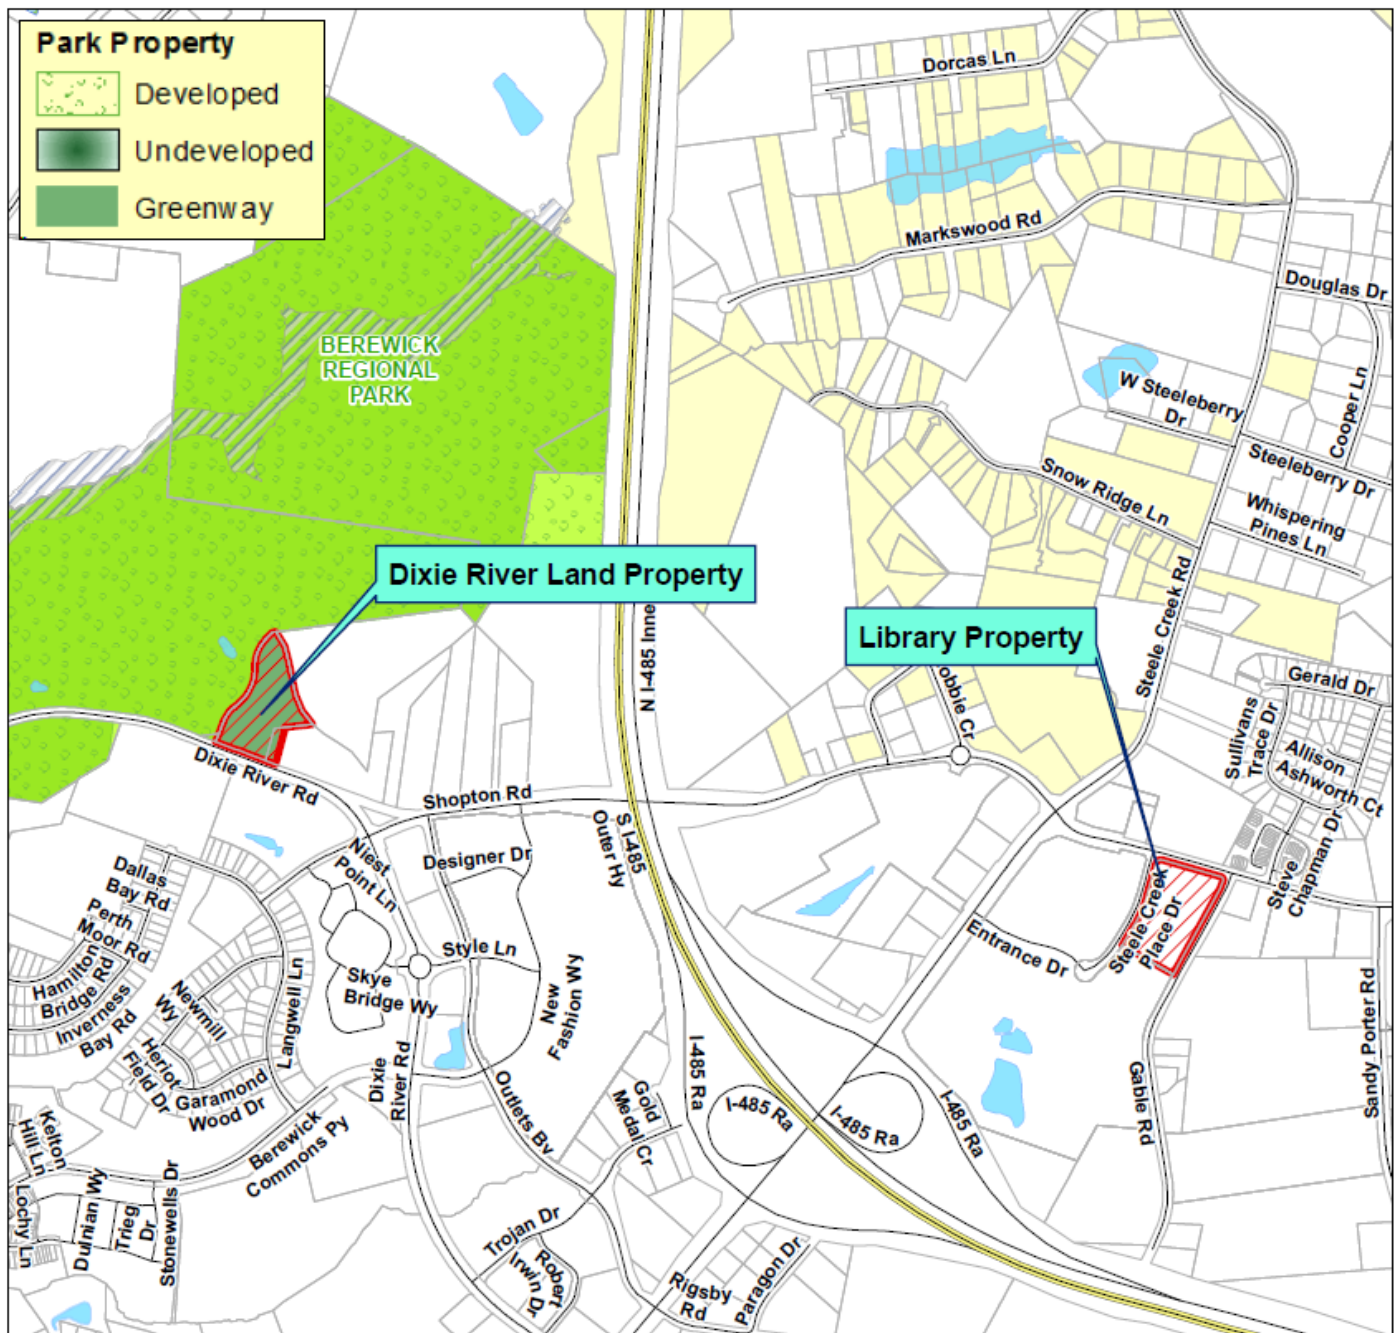 Park Property
Developed
Undeveloped
Greenway
Dorcas Ln
Markswood Rd
Douglas Dr
BEREWICK
REGIONAL
PARK
W Steeleberry
Dr
Cooper Ln
Steeleberry Dr
Snow Ridge Ln
Whispering
Pines Ln
Dixie River Land Property
Library Property
N I-485 Inne
Steele Creek Rd
obbie Cr
Gerald Dr
Sullivans
Trace Dr
Allison
Ashworth Ct
Dixie River Rd
Shopton Rd
S I-485
Outer Hy
Niest
Point Ln
Designer Dr
Dallas
Bay Rd
Perth
Moor Rd
Hamilton
Bridge Rd
Inverness
Bay Rd
Steve
Chapman Dr
Steele Creek
Place Dr
Entrance Dr
Style Ln
Skye
Bridge Wy
New
Fashion Wy
Langwell Ln
Newmill
Wy
Heriot
Field Dr
Garamond
Wood Dr
Dixie
River Rd
Outlets Bv
Gold
Medal Cr
I-485 Ra
I-485 Ra
I-485 Ra
I-485 Ra
Gable Rd
Sandy Porter Rd
Berewick
Commons Py
Kelton
Hill Ln
Lochy Ln
Dulnian Wy
Trieg
Dr
Stonewells Dr
Trojan Dr
Robert
Irwin Dr
Rigsby
Rd
Paragon Dr